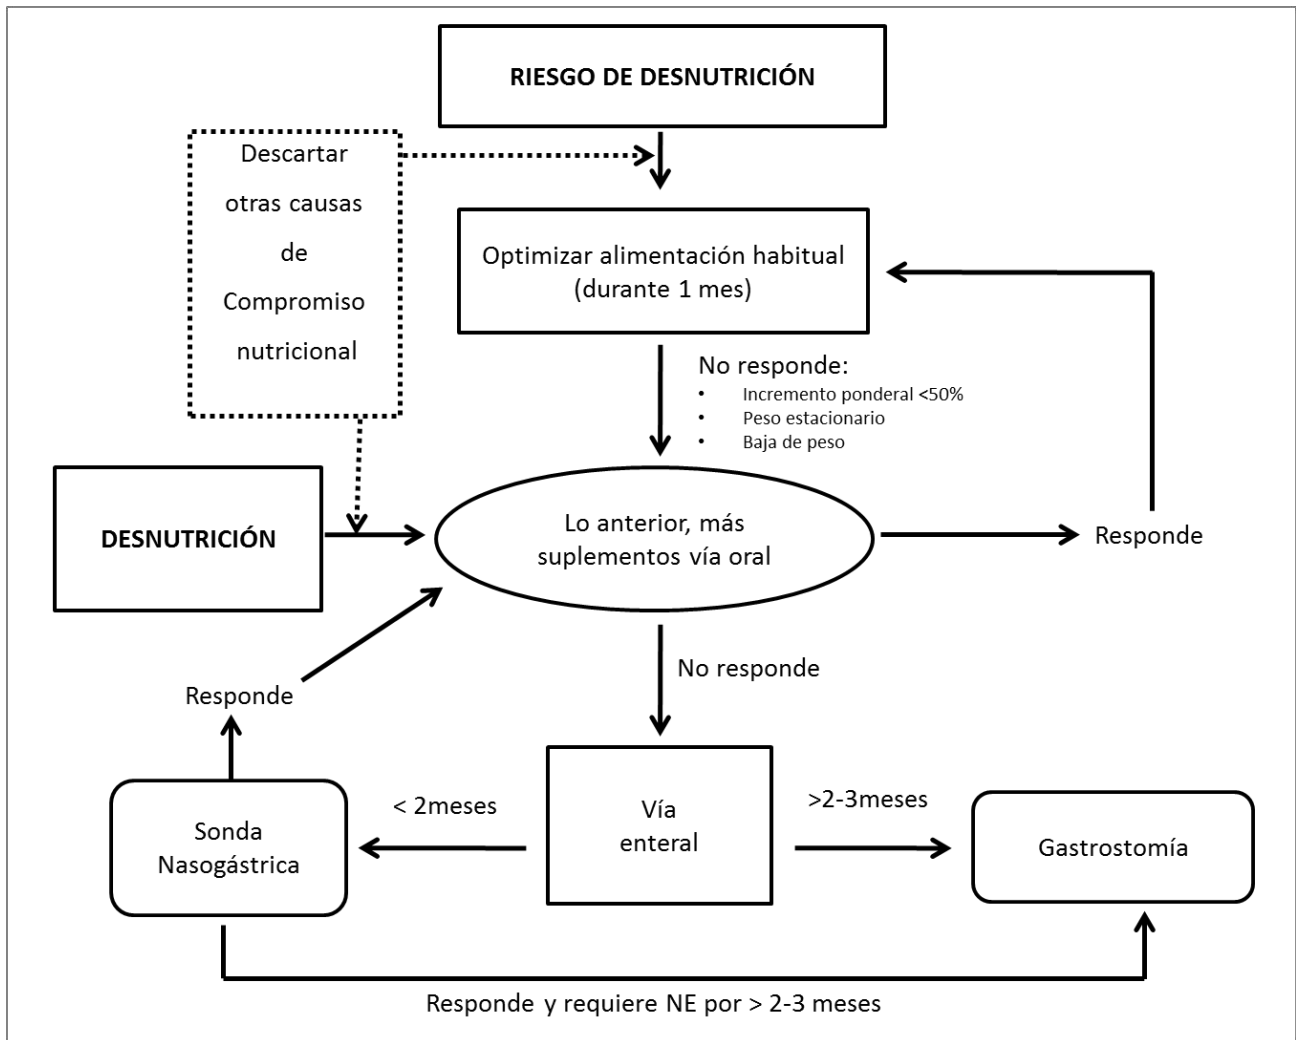 RIESGO DE DESNUTRICIÓN
Descartar
otras causas
de
Compromiso
nutricional
Optimizar alimentación habitual
(durante 1 mes)
No responde:
• Incremento ponderal <50%
• Peso estacionario
• Baja de peso
DESNUTRICIÓN
Lo anterior, más
suplementos vía oral
Responde
No responde
Responde
Sonda
Nasogástrica
< 2meses
Vía
enteral
>2-3meses
Gastrostomía
Responde y requiere NE por > 2-3 meses